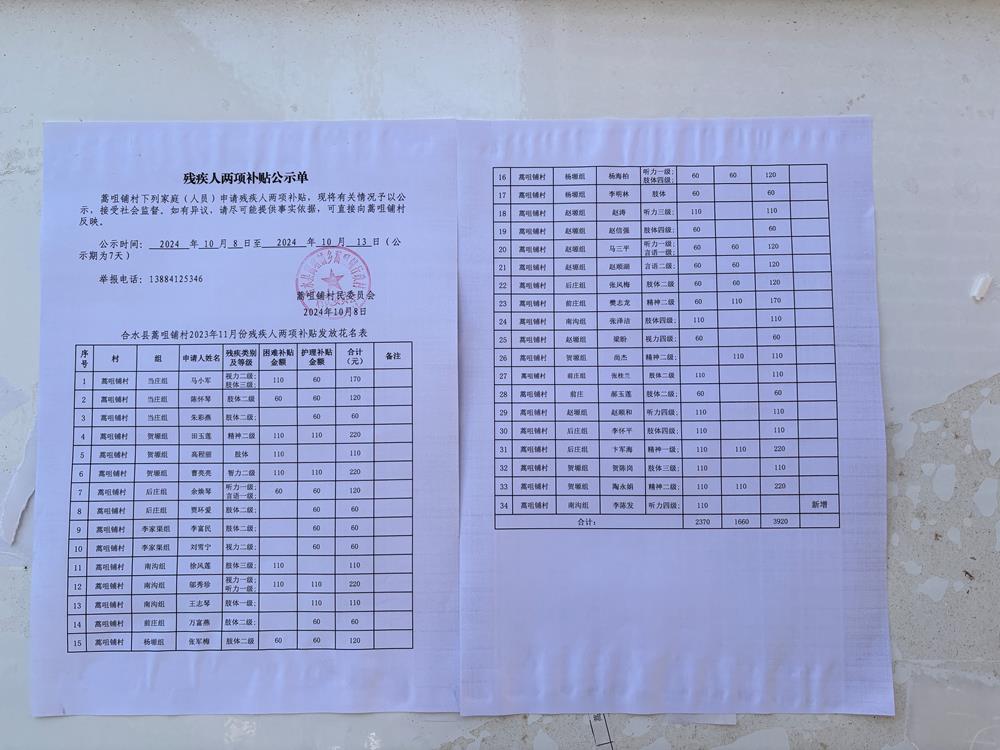 残疾人两项补贴公示单
蒿咀铺村下列家庭（人员）申请残疾人两项补贴，现将有关情况予以公
示，接受社会监督。如有异议，请尽可能提供事实依据，可直接向蒿咀铺村
反映。
公示时间： 2024 年 10 月 8 日至 2024 年 10 月 13 日（公
示期为7天）
举报电话：13884125346
蒿咀铺村民委员会
2024年10月8日
合水县蒿咀铺村2023年11月份残疾人两项补贴发放花名表
序号 村 组 申请人姓名 残疾类别及等级 困难补贴金额 护理补贴金额 合计（元） 备注
1 蒿咀铺村 当庄组 马小军 视力二级；肢体三级； 110 60 170
2 蒿咀铺村 当庄组 陈怀琴 肢体二级 60 60 120
3 蒿咀铺村 当庄组 朱彩燕 肢体二级； 60 60
4 蒿咀铺村 贺塬组 田玉莲 精神二级 110 110 220
5 蒿咀铺村 贺塬组 高程丽 肢体 110 110
6 蒿咀铺村 贺塬组 曹亮亮 智力二级 110 110 220
7 蒿咀铺村 后庄组 余焕琴 听力一级；言语一级； 60 60 120
8 蒿咀铺村 后庄组 贾环爱 肢体二级； 60 60
9 蒿咀铺村 李家渠组 李富民 肢体二级； 60 60
10 蒿咀铺村 李家渠组 刘雪宁 视力二级； 60 60
11 蒿咀铺村 南沟组 徐凤莲 肢体三级； 110 110
12 蒿咀铺村 南沟组 郇秀珍 视力一级；听力一级； 110 110 220
13 蒿咀铺村 南沟组 王志琴 肢体一级； 110 110
14 蒿咀铺村 前庄组 万富燕 肢体二级； 60 60
15 蒿咀铺村 杨塬组 张军梅 肢体二级 60 60 120
16 蒿咀铺村 杨塬组 杨海柏 听力一级；肢体四级； 60 60 120
17 蒿咀铺村 杨塬组 李明林 肢体 60 60
18 蒿咀铺村 赵塬组 赵涛 听力三级； 110 110
19 蒿咀铺村 赵塬组 赵信强 肢体四级； 60 60
20 蒿咀铺村 赵塬组 马三平 听力一级；言语一级； 60 60 120
21 蒿咀铺村 赵塬组 赵顺湖 言语二级； 60 60 120
22 蒿咀铺村 后庄组 张凤梅 肢体二级 60 60 120
23 蒿咀铺村 前庄组 樊志龙 精神二级 60 110 170
24 蒿咀铺村 南沟组 张泽洁 肢体四级； 110 110
25 蒿咀铺村 赵塬组 梁盼 视力四级； 60 60
26 蒿咀铺村 贺塬组 尚杰 精神二级； 110 110
27 蒿咀铺村 前庄组 张桂兰 肢体二级 110 110
28 蒿咀铺村 前庄 郝玉莲 肢体二级； 60 60
29 蒿咀铺村 赵塬组 赵顺和 听力四级； 110 110
30 蒿咀铺村 后庄组 李怀平 肢体四级； 110 110
31 蒿咀铺村 后庄组 卞军海 精神一级； 110 110 220
32 蒿咀铺村 贺塬组 贺陈岗 肢体三级； 110 110
33 蒿咀铺村 贺塬组 陶永娟 精神二级； 110 110 220
34 蒿咀铺村 南沟组 李陈发 听力四级； 110 新增
合计： 2370 1660 3920